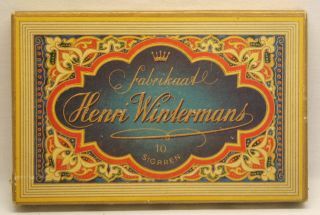 Fabrikaat
Henri Wintermans
10
SIGAREN